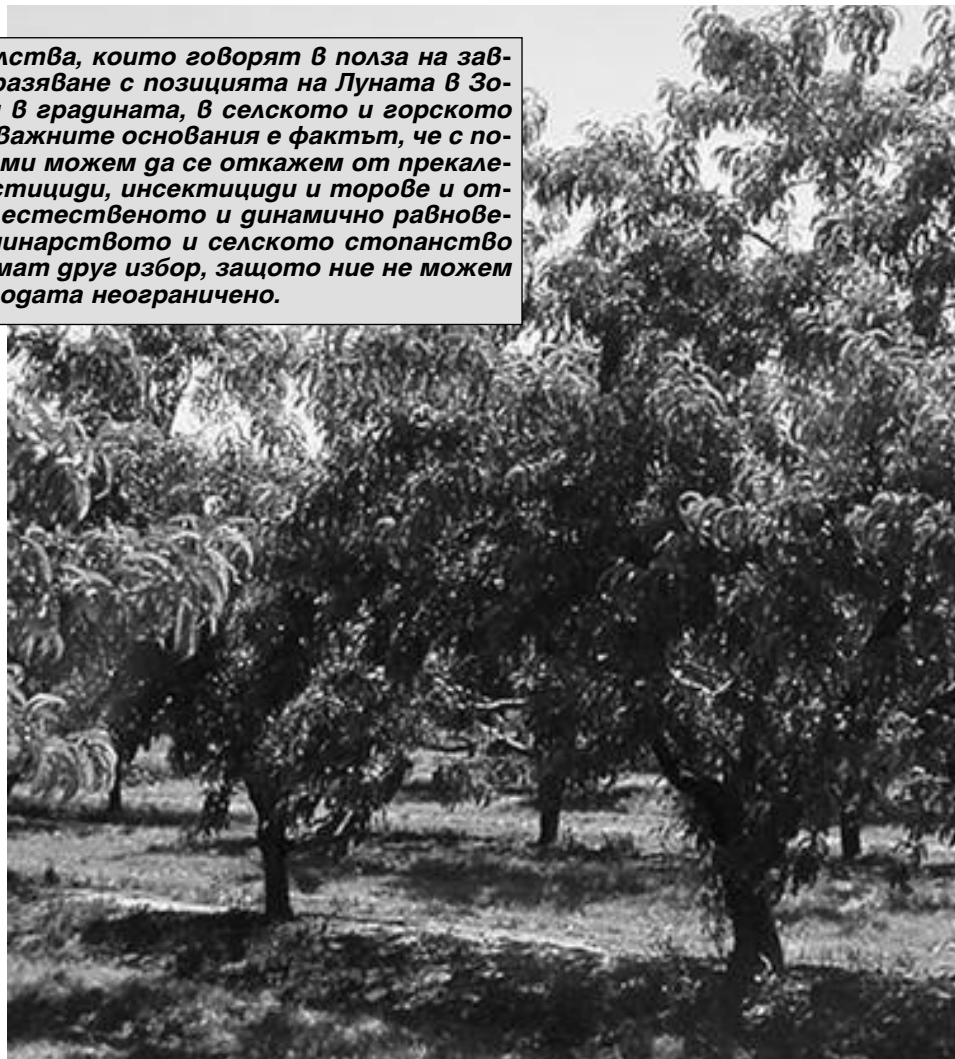 лства, които говорят в полза на зав-
разяване с позицията на Луната в Зо-
в градината, в селското и горското
важните основания е фактът, че с по-
ми можем да се откажем от прекале-
стициди, инсектициди и торове и от-
естественото и динамично равнове-
инарството и селското стопанство
мат друг избор, защото ние не можем
одата неограничено.